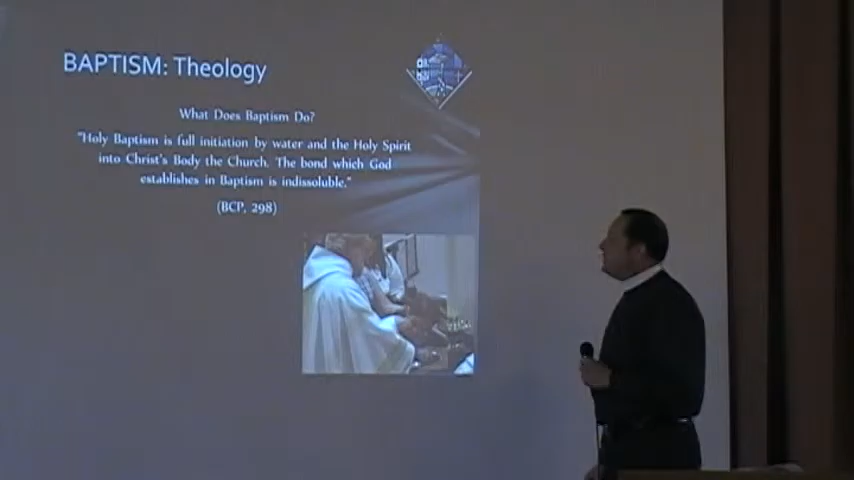 BAPTISM: Theology
What Does Baptism Do?
"Holy Baptism is full initiation by water and the Holy Spirit
into Christ's Body the Church. The bond which God
establishes in Baptism is indissoluble."
(BCP, 298)